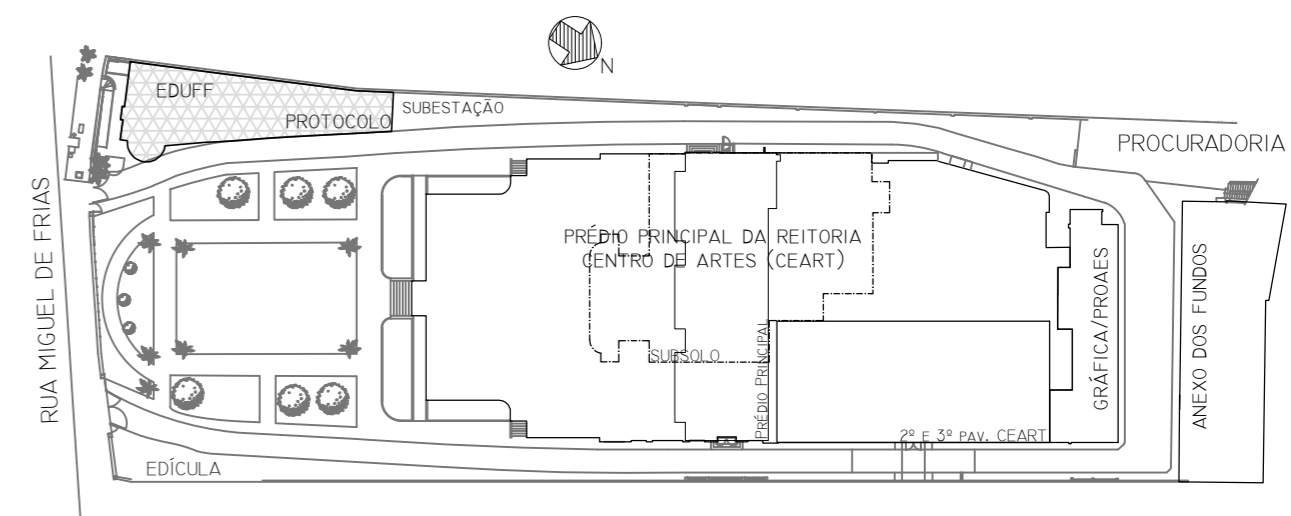 N
EDUFF
PROTOCOLO
SUBESTAÇÃO
PROCURADORIA
RUA MIGUEL DE FRIAS
PRÉDIO PRINCIPAL DA REITORIA
CENTRO DE ARTES (CEART)
SUBSOLO
PRÉDIO PRINCIPAL
2º E 3º PAV. CEART
GRÁFICA/PROAES
ANEXO DOS FUNDOS
EDÍCULA